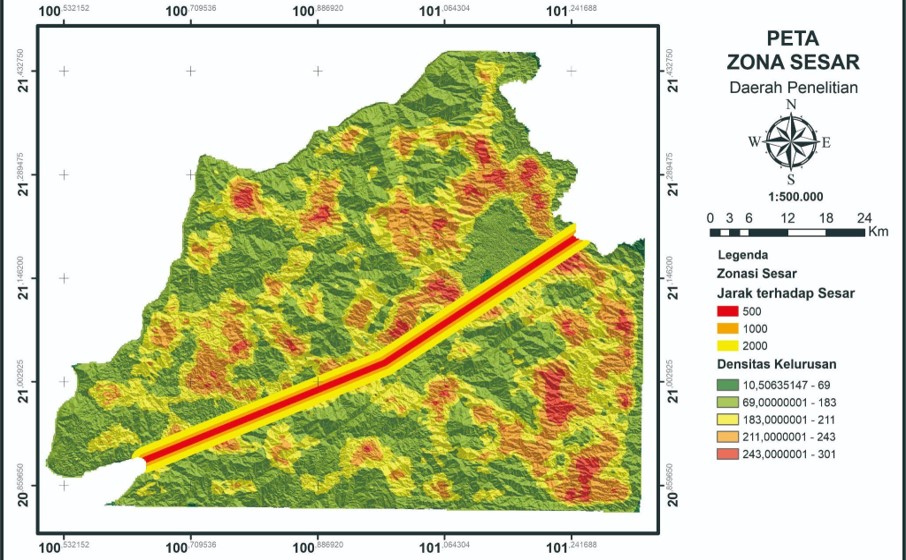 100,532152 100,709536 100,886920 101,064304 101,241688
21,432750 21,432750
21,289475 21,289475
21,146200 21,146200
21,002925 21,002925
20,859650 20,859650
100,532152 100,709536 100,886920 101,064304 101,241688
PETA
ZONA SESAR
Daerah Penelitian
N
W E
S
1:500.000
0 3 6 12 18 24
Km
Legenda
Zonasi Sesar
Jarak terhadap Sesar
500
1000
2000
Densitas Kelurusan
10,50635147 - 69
69,00000001 - 183
183,0000001 - 211
211,0000001 - 243
243,0000001 - 301